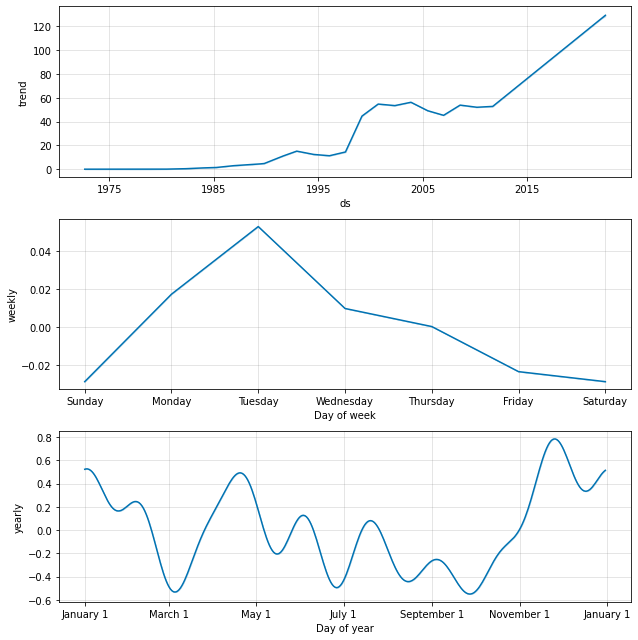 120
100
80
60
40
20
0
trend
1975 1985 1995 2005 2015
ds
0.04
0.02
0.00
−0.02
weekly
Sunday Monday Tuesday Wednesday Thursday Friday Saturday
Day of week
0.8
0.6
0.4
0.2
0.0
−0.2
−0.4
−0.6
yearly
January 1 March 1 May 1 July 1 September 1 November 1 January 1
Day of year